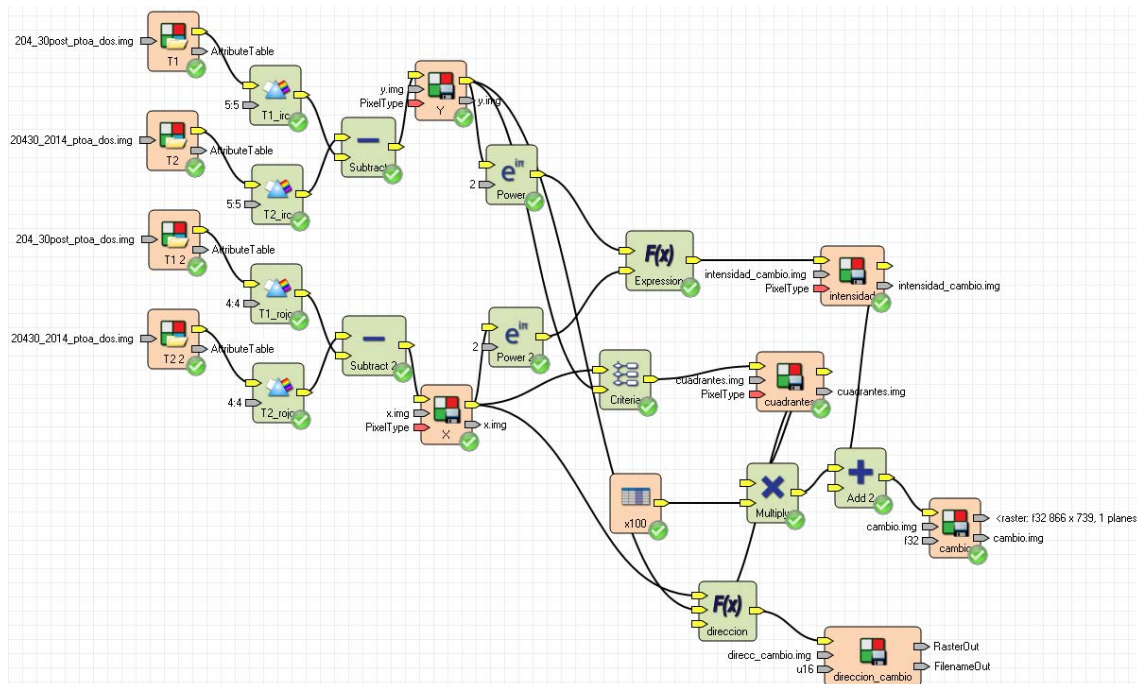 204_30post_ptoa_dos.img
T1
AttributeTable
5:5
T1_irc
20430_2014_ptoa_dos.img
T2
AttributeTable
5:5
T2_irc
Subtract
y.img
PixelType
Y
y.img
2
eiπ
Power
204_30post_ptoa_dos.img
T1 2
AttributeTable
4:4
T1_rojo
20430_2014_ptoa_dos.img
T2 2
AttributeTable
4:4
T2_rojo
Subtract 2
x.img
PixelType
X
x.img
2
eiπ
Power 2
F(x)
Expression
intensidad_cambio.img
PixelType
intensidad
intensidad_cambio.img
Criteria
cuadrantes.img
PixelType
cuadrantes
cuadrantes.img
x100
Multiply
Add 2
cambio.img
f32
cambio
<raster: f32 866 x 739, 1 planes
cambio.img
F(x)
direccion
direcc_cambio.img
u16
direccion_cambio
RasterOut
FilenameOut